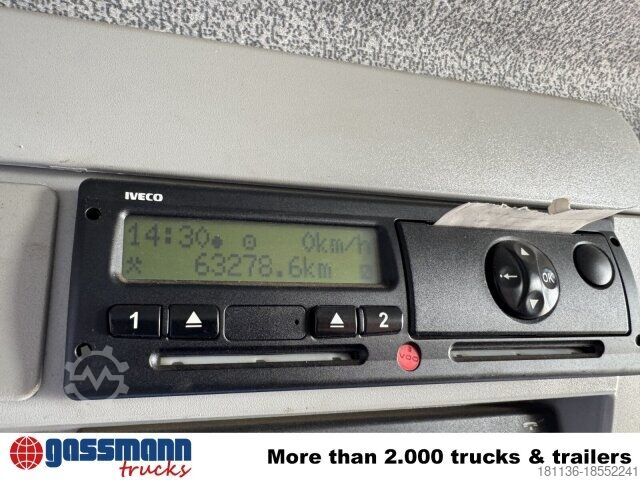 IVECO
14:30 0km/h
63278.6km
1 2
VDO
gassmann
trucks
More than 2.000 trucks & trailers
181136-18552241
OK